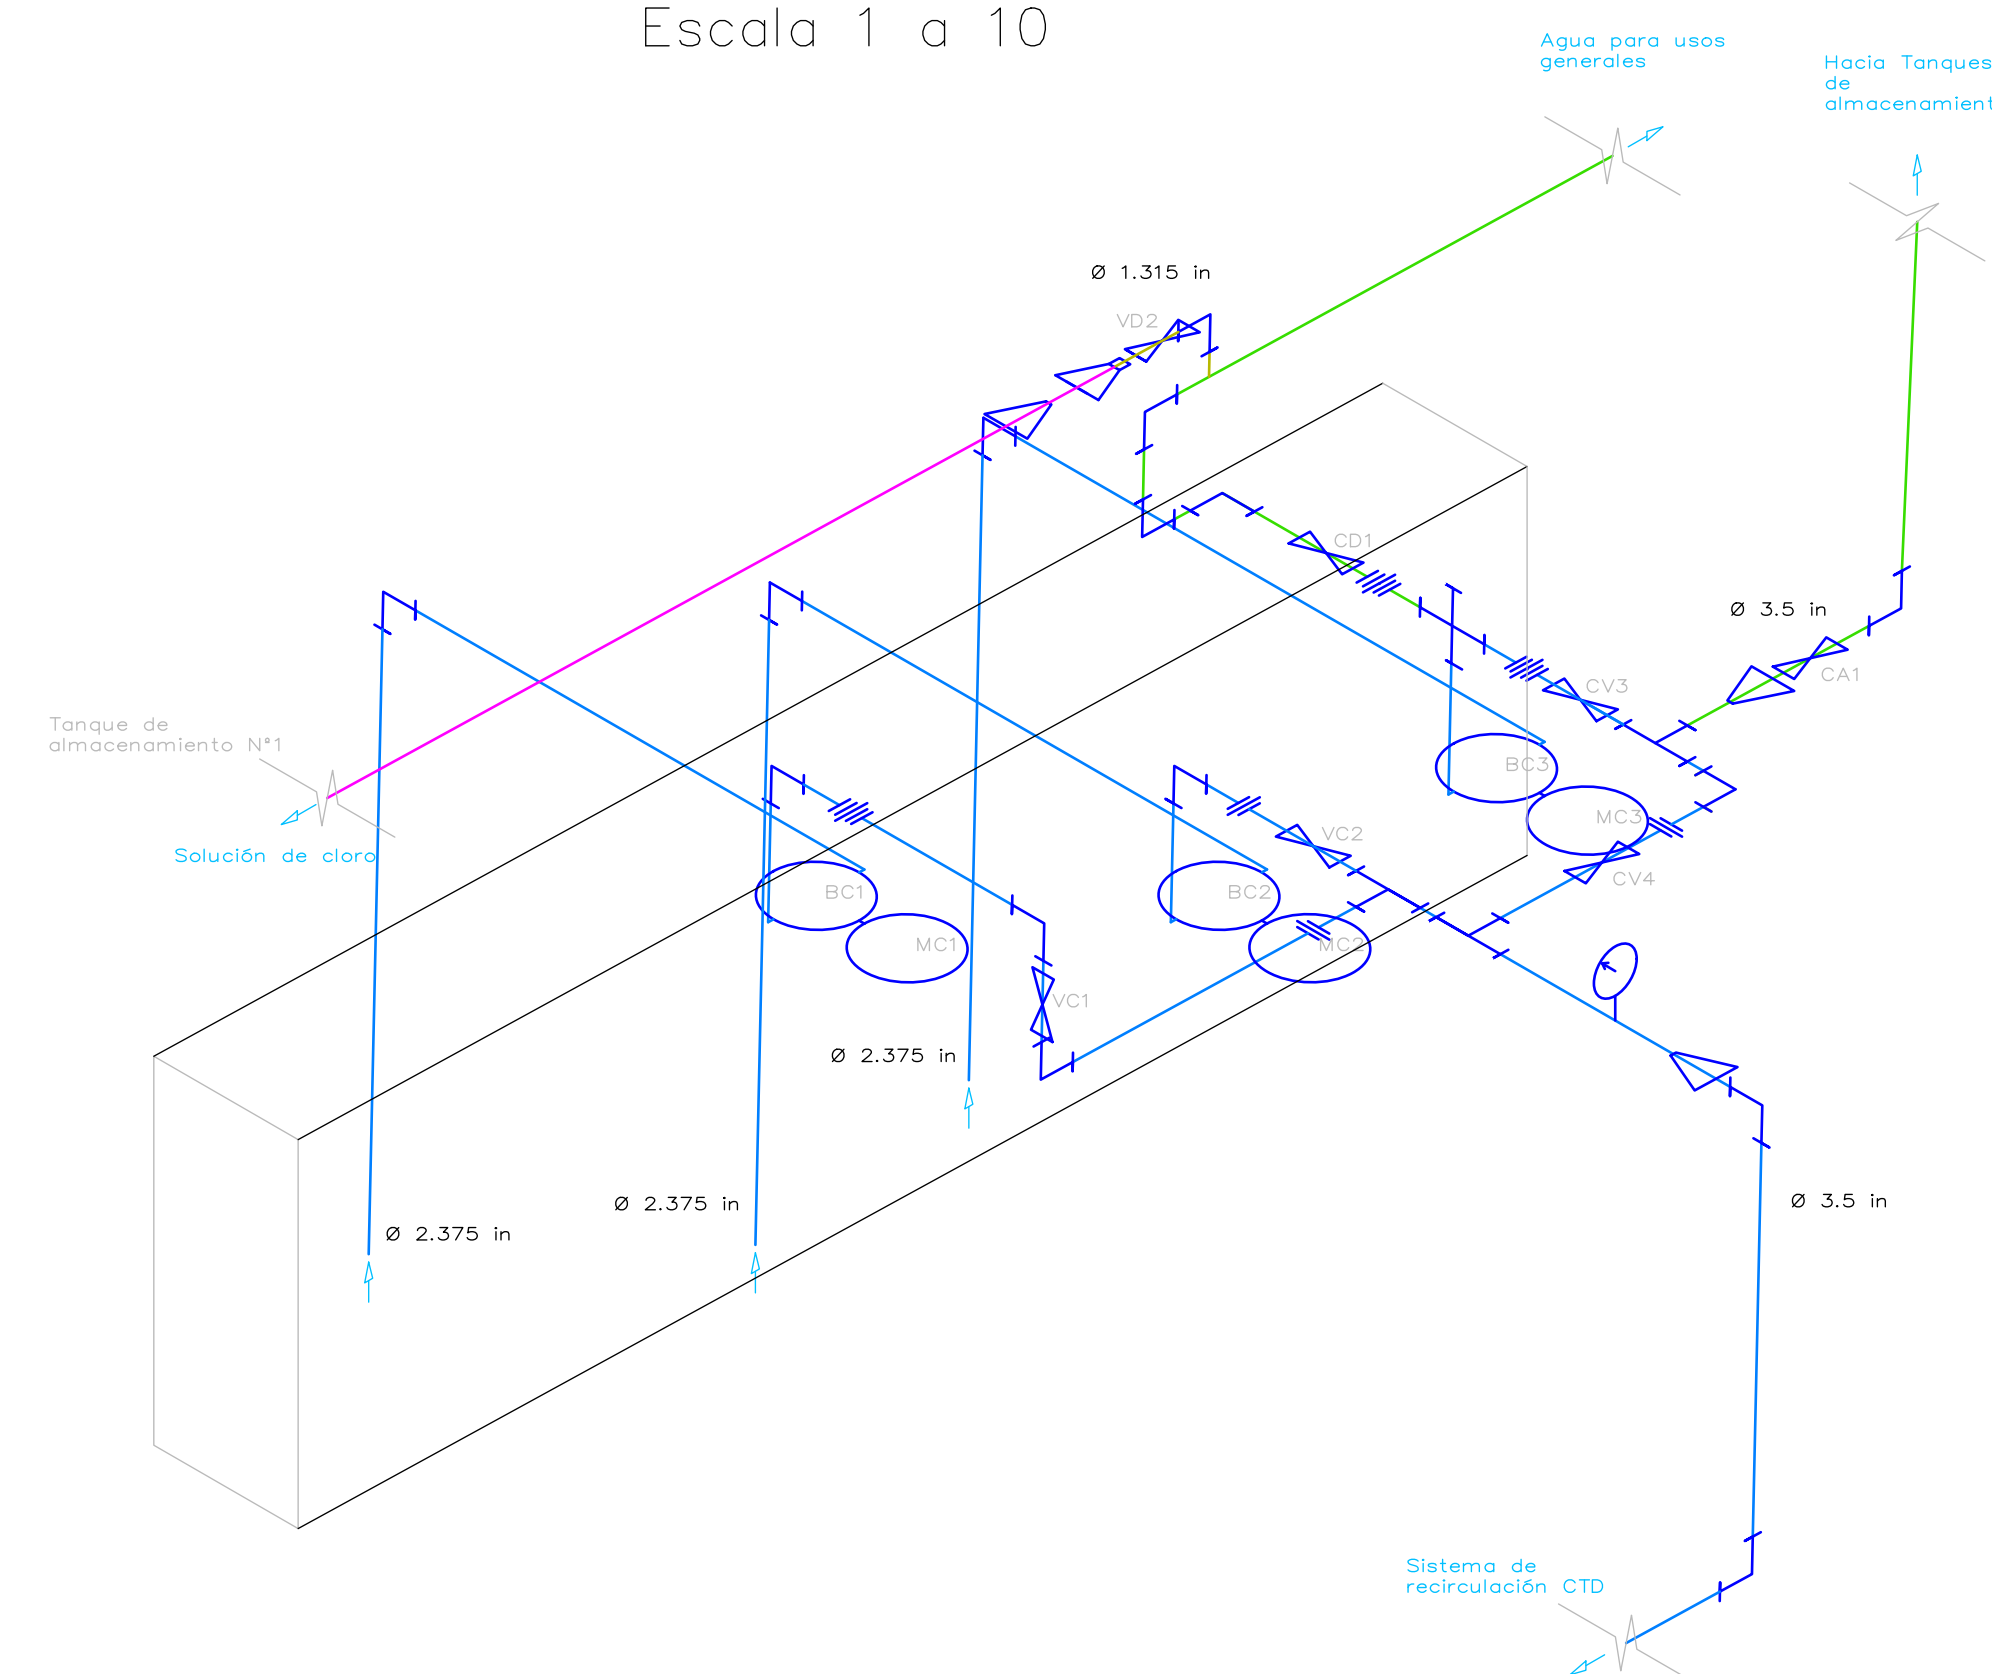 Escala 1 a 10
Agua para usos
generales
Hacia Tanques
de
Ø 1.315 in
VD2
CD1
Ø 3.5 in
CV3
CA1
Tanque de
almacenamiento Nº1
Solución de cloro
BC3
MC3
VC2
CV4
BC1
BC2
MC1
MC2
VC1
Ø 2.375 in
Ø 2.375 in
Ø 2.375 in
Ø 3.5 in
Sistema de
recirculación CTD